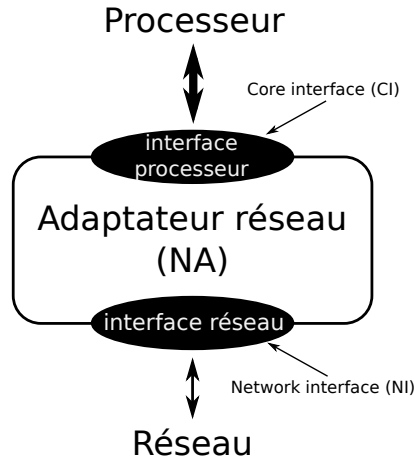 Processeur
Core interface (CI)
interface
processeur
Adaptateur réseau
(NA)
interface réseau
Network interface (NI)
Réseau